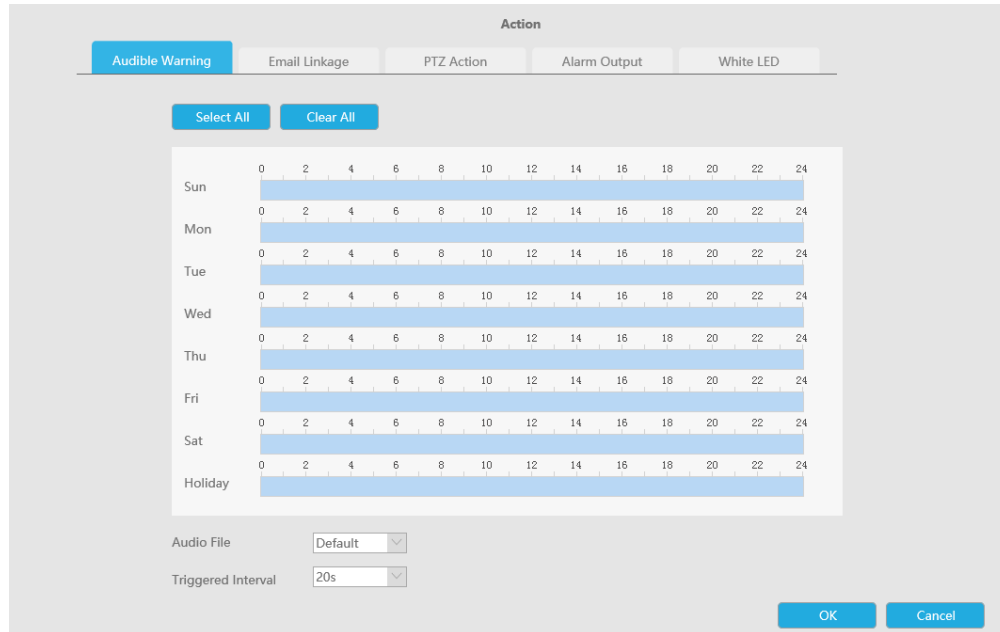 Action
Audible Warning Email Linkage PTZ Action Alarm Output White LED
Select All Clear All
0 2 4 6 8 10 12 14 16 18 20 22 24
Sun
0 2 4 6 8 10 12 14 16 18 20 22 24
Mon
0 2 4 6 8 10 12 14 16 18 20 22 24
Tue
0 2 4 6 8 10 12 14 16 18 20 22 24
Wed
0 2 4 6 8 10 12 14 16 18 20 22 24
Thu
0 2 4 6 8 10 12 14 16 18 20 22 24
Fri
0 2 4 6 8 10 12 14 16 18 20 22 24
Sat
0 2 4 6 8 10 12 14 16 18 20 22 24
Holiday
Audio File Default
Triggered Interval 20s
OK Cancel